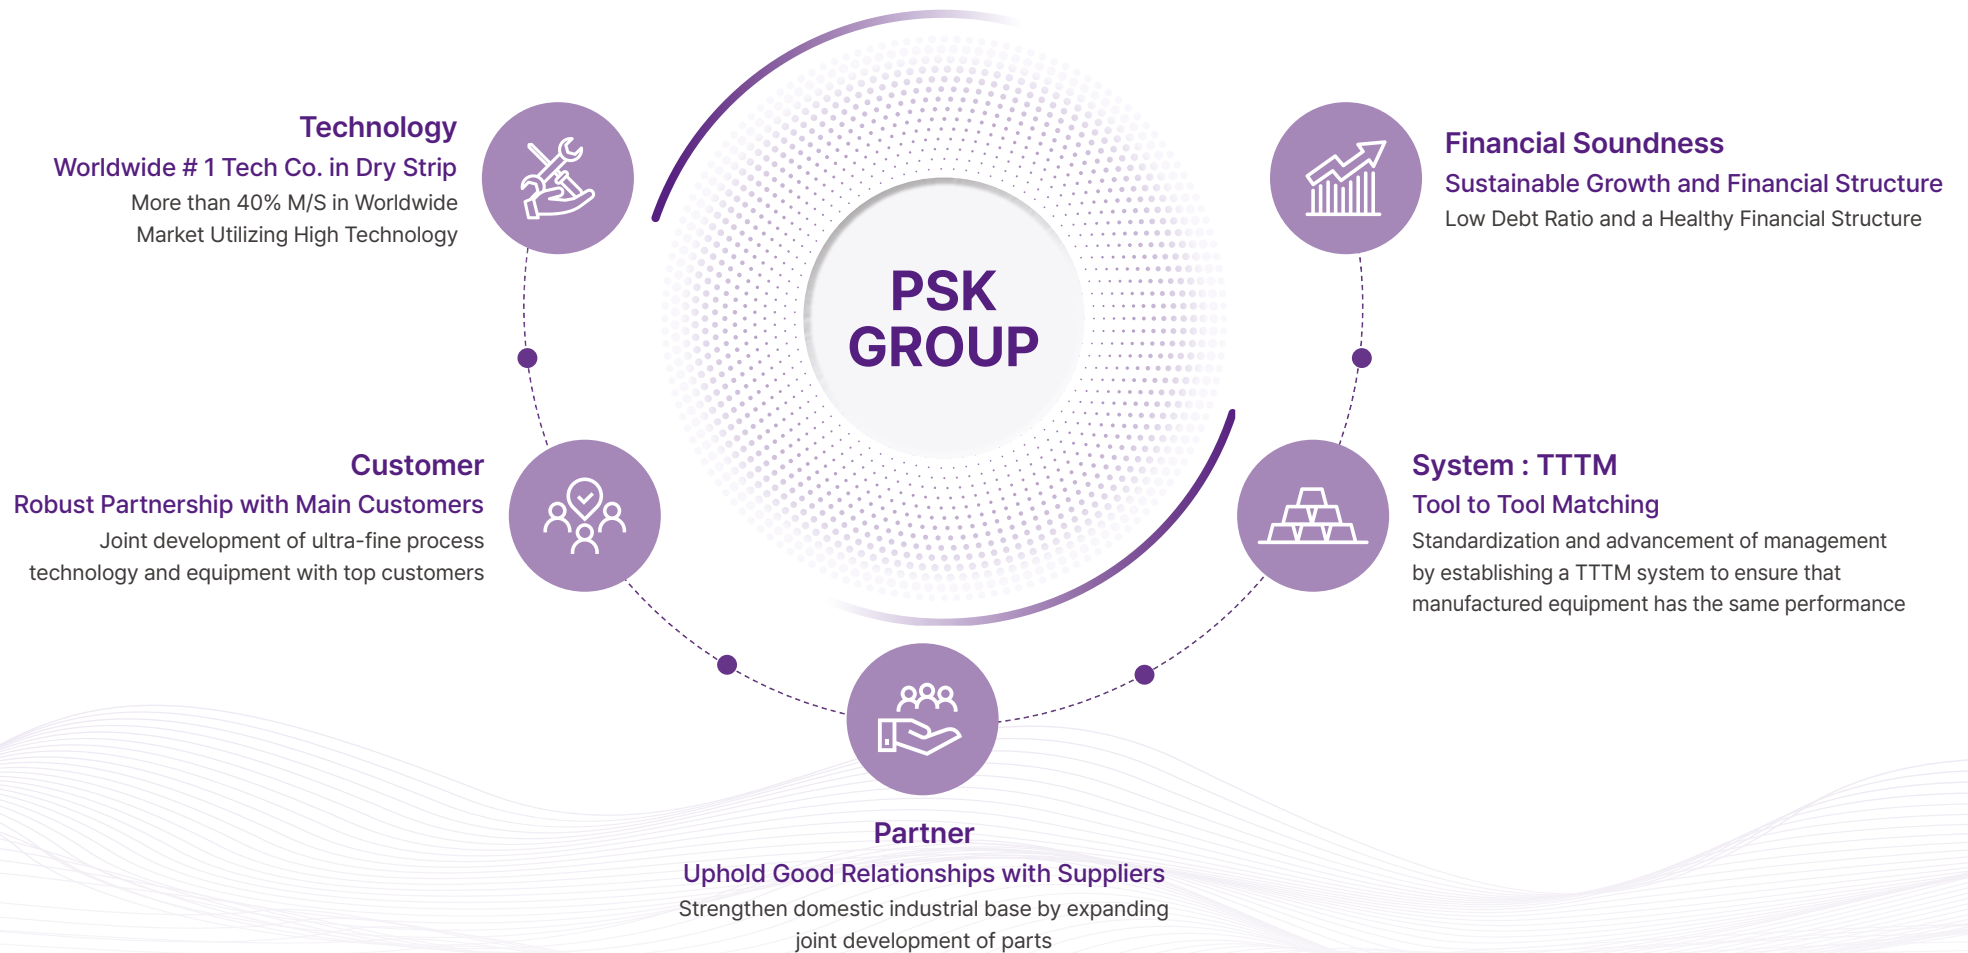 PSK
GROUP
Technology
Worldwide # 1 Tech Co. in Dry Strip
More than 40% M/S in Worldwide
Market Utilizing High Technology
Customer
Robust Partnership with Main Customers
Joint development of ultra-fine process
technology and equipment with top customers
Partner
Uphold Good Relationships with Suppliers
Strengthen domestic industrial base by expanding
joint development of parts
System : TTTM
Tool to Tool Matching
Standardization and advancement of management
by establishing a TTTM system to ensure that
manufactured equipment has the same performance
Financial Soundness
Sustainable Growth and Financial Structure
Low Debt Ratio and a Healthy Financial Structure